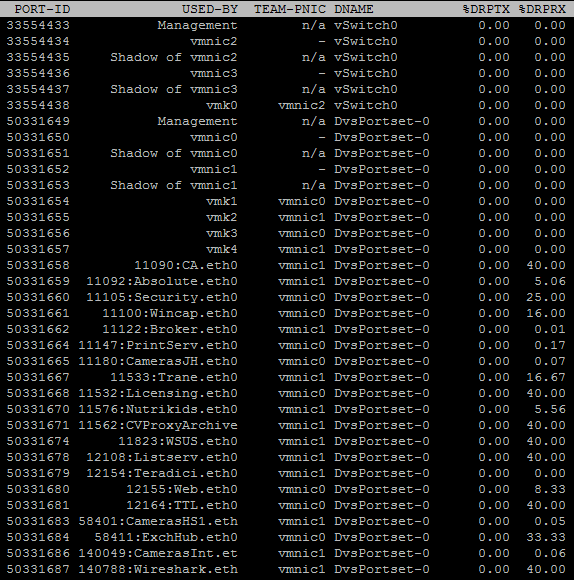 PORT-ID USED-BY TEAM-PNIC DNAME %DRPTX %DRPRX
33554433 Management n/a vSwitch0 0.00 0.00
33554434 vmnic2 - vSwitch0 0.00 0.00
33554435 Shadow of vmnic2 n/a vSwitch0 0.00 0.00
33554436 vmnic3 - vSwitch0 0.00 0.00
33554437 Shadow of vmnic3 n/a vSwitch0 0.00 0.00
33554438 vmk0 vmnic2 vSwitch0 0.00 0.00
50331649 Management n/a DvsPortset-0 0.00 0.00
50331650 vmnic0 - DvsPortset-0 0.00 0.00
50331651 Shadow of vmnic0 n/a DvsPortset-0 0.00 0.00
50331652 vmnic1 - DvsPortset-0 0.00 0.00
50331653 Shadow of vmnic1 n/a DvsPortset-0 0.00 0.00
50331654 vmk1 vmnic0 DvsPortset-0 0.00 0.00
50331655 vmk2 vmnic1 DvsPortset-0 0.00 0.00
50331656 vmk3 vmnic0 DvsPortset-0 0.00 0.00
50331657 vmk4 vmnic1 DvsPortset-0 0.00 0.00
50331658 11090:CA.eth0 vmnic1 DvsPortset-0 0.00 40.00
50331659 11092:Absolute.eth0 vmnic1 DvsPortset-0 0.00 5.06
50331660 11105:Security.eth0 vmnic0 DvsPortset-0 0.00 25.00
50331661 11100:Wincap.eth0 vmnic0 DvsPortset-0 0.00 16.00
50331662 11122:Broker.eth0 vmnic1 DvsPortset-0 0.00 0.01
50331664 11147:PrintServ.eth0 vmnic0 DvsPortset-0 0.00 0.17
50331665 11180:CamerasJH.eth0 vmnic0 DvsPortset-0 0.00 0.07
50331667 11533:Trane.eth0 vmnic1 DvsPortset-0 0.00 16.67
50331668 11532:Licensing.eth0 vmnic0 DvsPortset-0 0.00 40.00
50331670 11576:Nutrikids.eth0 vmnic1 DvsPortset-0 0.00 5.56
50331671 11562:CVProxyArchive vmnic1 DvsPortset-0 0.00 40.00
50331674 11823:WSUS.eth0 vmnic1 DvsPortset-0 0.00 40.00
50331678 12108:Listserv.eth0 vmnic1 DvsPortset-0 0.00 40.00
50331679 12154:Teradici.eth0 vmnic1 DvsPortset-0 0.00 0.00
50331680 12155:Web.eth0 vmnic0 DvsPortset-0 0.00 8.33
50331681 12164:TTL.eth0 vmnic0 DvsPortset-0 0.00 40.00
50331683 58401:CamerasHS1.eth vmnic1 DvsPortset-0 0.00 0.05
50331684 58411:ExchHub.eth0 vmnic0 DvsPortset-0 0.00 33.33
50331686 140049:CamerasInt.et vmnic1 DvsPortset-0 0.00 0.06
50331687 140788:Wireshark.eth vmnic1 DvsPortset-0 0.00 40.00